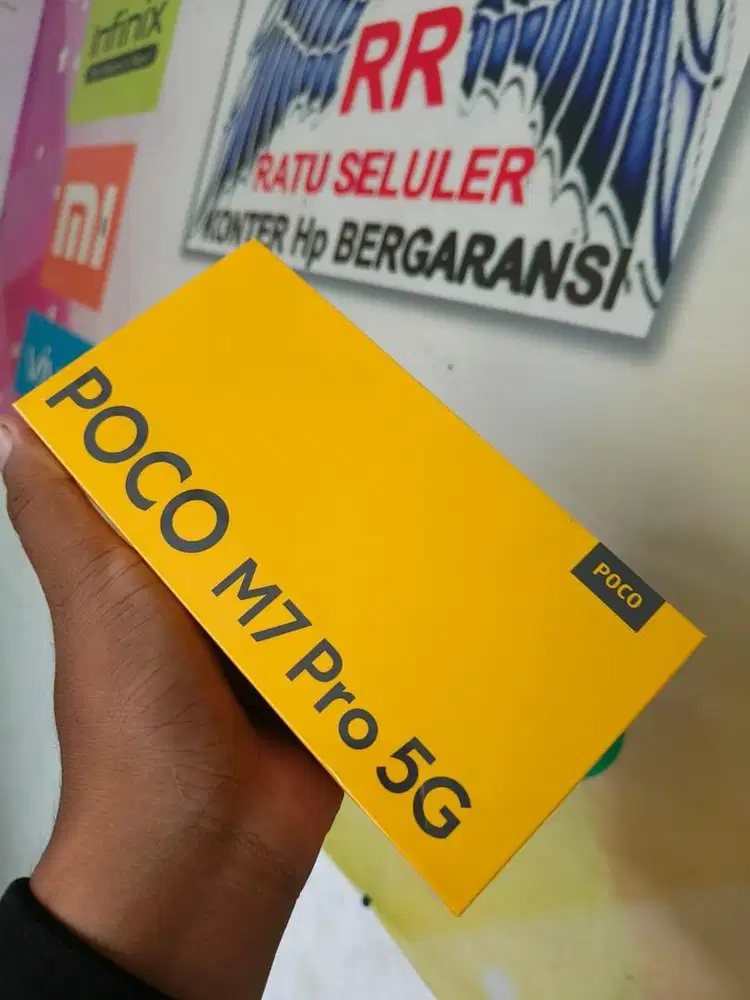 Infinix
RR
RATU SELULER
KONTER Hp BERGARANSI
mi
POCO M7 Pro 5G
POCO